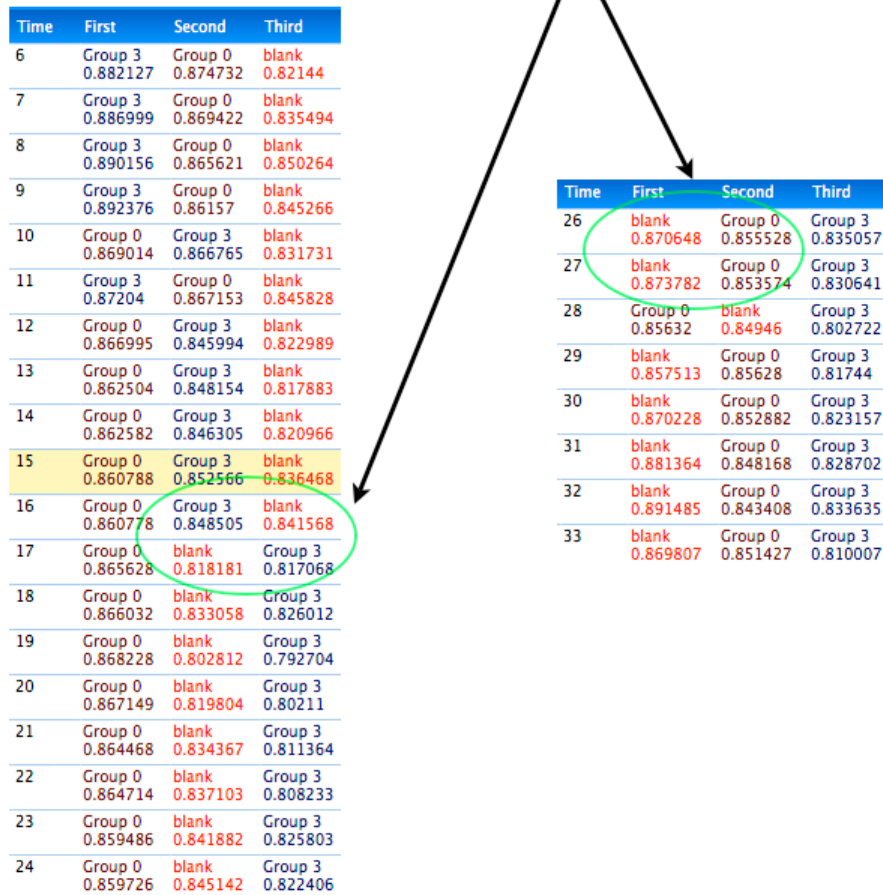 Time First Second Third
6 Group 3 Group 0 blank
0.882127 0.874732 0.82144
7 Group 3 Group 0 blank
0.886999 0.869422 0.835494
8 Group 3 Group 0 blank
0.890156 0.865621 0.850264
9 Group 3 Group 0 blank
0.892376 0.86157 0.845266
10 Group 0 Group 3 blank
0.869014 0.866765 0.831731
11 Group 3 Group 0 blank
0.87204 0.867153 0.845828
12 Group 0 Group 3 blank
0.866995 0.845994 0.822989
13 Group 0 Group 3 blank
0.862504 0.848154 0.817883
14 Group 0 Group 3 blank
0.862582 0.846305 0.820966
15 Group 0 Group 3 blank
0.860788 0.852566 0.836468
16 Group 0 Group 3 blank
0.860778 0.848505 0.841568
17 Group 0 blank Group 3
0.865628 0.818181 0.817068
18 Group 0 blank Group 3
0.866032 0.833058 0.826012
19 Group 0 blank Group 3
0.868228 0.802812 0.792704
20 Group 0 blank Group 3
0.867149 0.819804 0.80211
21 Group 0 blank Group 3
0.864468 0.834367 0.811364
22 Group 0 blank Group 3
0.864714 0.837103 0.808233
23 Group 0 blank Group 3
0.859486 0.841882 0.825803
24 Group 0 blank Group 3
0.859726 0.845142 0.822406
Time First Second Third
26 blank Group 0 Group 3
0.870648 0.855528 0.835057
27 blank Group 0 Group 3
0.873782 0.853574 0.830641
28 Group 0 blank Group 3
0.85632 0.84946 0.802722
29 blank Group 0 Group 3
0.857513 0.85628 0.81744
30 blank Group 0 Group 3
0.870228 0.852882 0.823157
31 blank Group 0 Group 3
0.881364 0.848168 0.828702
32 blank Group 0 Group 3
0.891485 0.843408 0.833635
33 blank Group 0 Group 3
0.869807 0.851427 0.810007